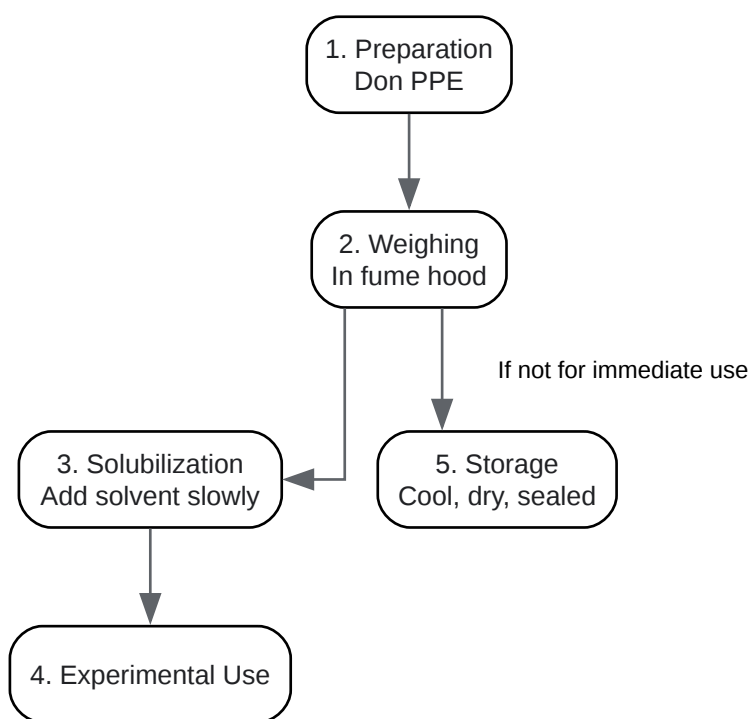 1. Preparation
Don PPE
2. Weighing
In fume hood
If not for immediate use
3. Solubilization
Add solvent slowly
5. Storage
Cool, dry, sealed
4. Experimental Use